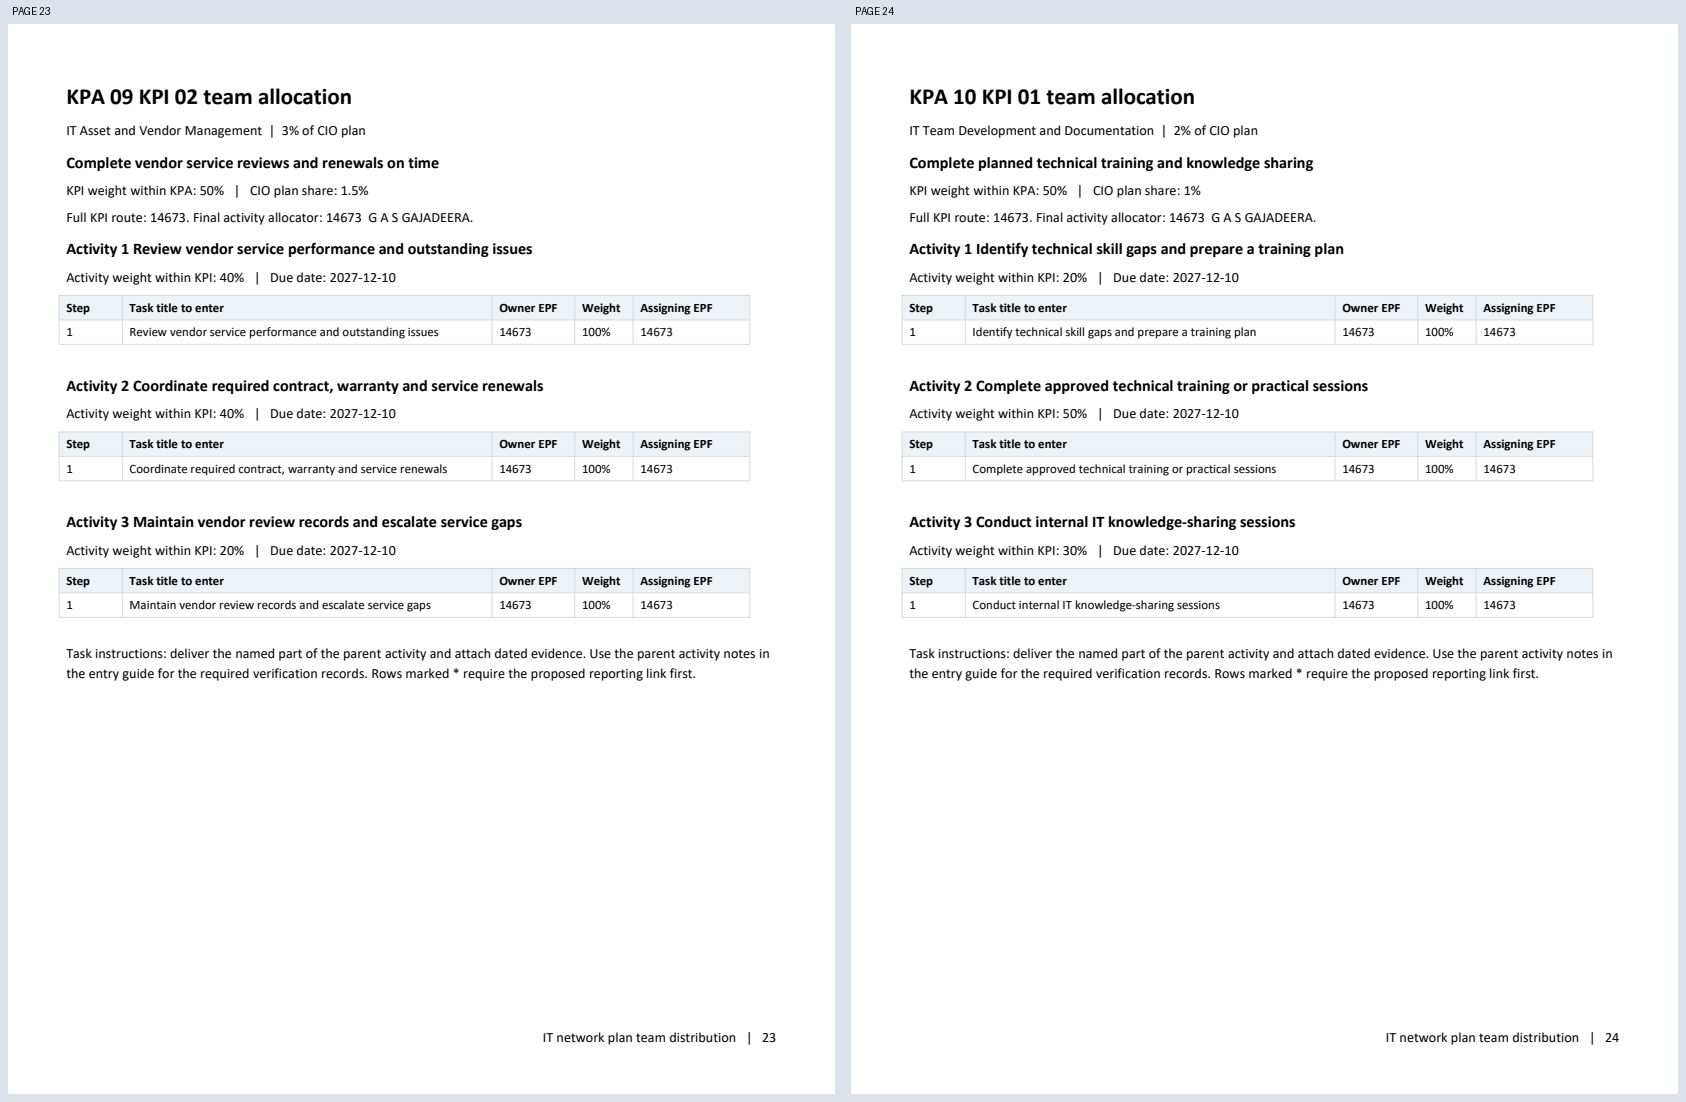 PAGE 23
KPA 09 KPI 02 team allocation
IT Asset and Vendor Management | 3% of CIO plan
Complete vendor service reviews and renewals on time
KPI weight within KPA: 50% | CIO plan share: 1.5%
Full KPI route: 14673. Final activity allocator: 14673 G A S GAJADEERA.
Activity 1 Review vendor service performance and outstanding issues
Activity weight within KPI: 40% | Due date: 2027-12-10
Step Task title to enter Owner EPF Weight Assigning EPF
1 Review vendor service performance and outstanding issues 14673 100% 14673
Activity 2 Coordinate required contract, warranty and service renewals
Activity weight within KPI: 40% | Due date: 2027-12-10
Step Task title to enter Owner EPF Weight Assigning EPF
1 Coordinate required contract, warranty and service renewals 14673 100% 14673
Activity 3 Maintain vendor review records and escalate service gaps
Activity weight within KPI: 20% | Due date: 2027-12-10
Step Task title to enter Owner EPF Weight Assigning EPF
1 Maintain vendor review records and escalate service gaps 14673 100% 14673
Task instructions: deliver the named part of the parent activity and attach dated evidence. Use the parent activity notes in
the entry guide for the required verification records. Rows marked * require the proposed reporting link first.
IT network plan team distribution | 23
PAGE 24
KPA 10 KPI 01 team allocation
IT Team Development and Documentation | 2% of CIO plan
Complete planned technical training and knowledge sharing
KPI weight within KPA: 50% | CIO plan share: 1%
Full KPI route: 14673. Final activity allocator: 14673 G A S GAJADEERA.
Activity 1 Identify technical skill gaps and prepare a training plan
Activity weight within KPI: 20% | Due date: 2027-12-10
Step Task title to enter Owner EPF Weight Assigning EPF
1 Identify technical skill gaps and prepare a training plan 14673 100% 14673
Activity 2 Complete approved technical training or practical sessions
Activity weight within KPI: 50% | Due date: 2027-12-10
Step Task title to enter Owner EPF Weight Assigning EPF
1 Complete approved technical training or practical sessions 14673 100% 14673
Activity 3 Conduct internal IT knowledge-sharing sessions
Activity weight within KPI: 30% | Due date: 2027-12-10
Step Task title to enter Owner EPF Weight Assigning EPF
1 Conduct internal IT knowledge-sharing sessions 14673 100% 14673
Task instructions: deliver the named part of the parent activity and attach dated evidence. Use the parent activity notes in
the entry guide for the required verification records. Rows marked * require the proposed reporting link first.
IT network plan team distribution | 24